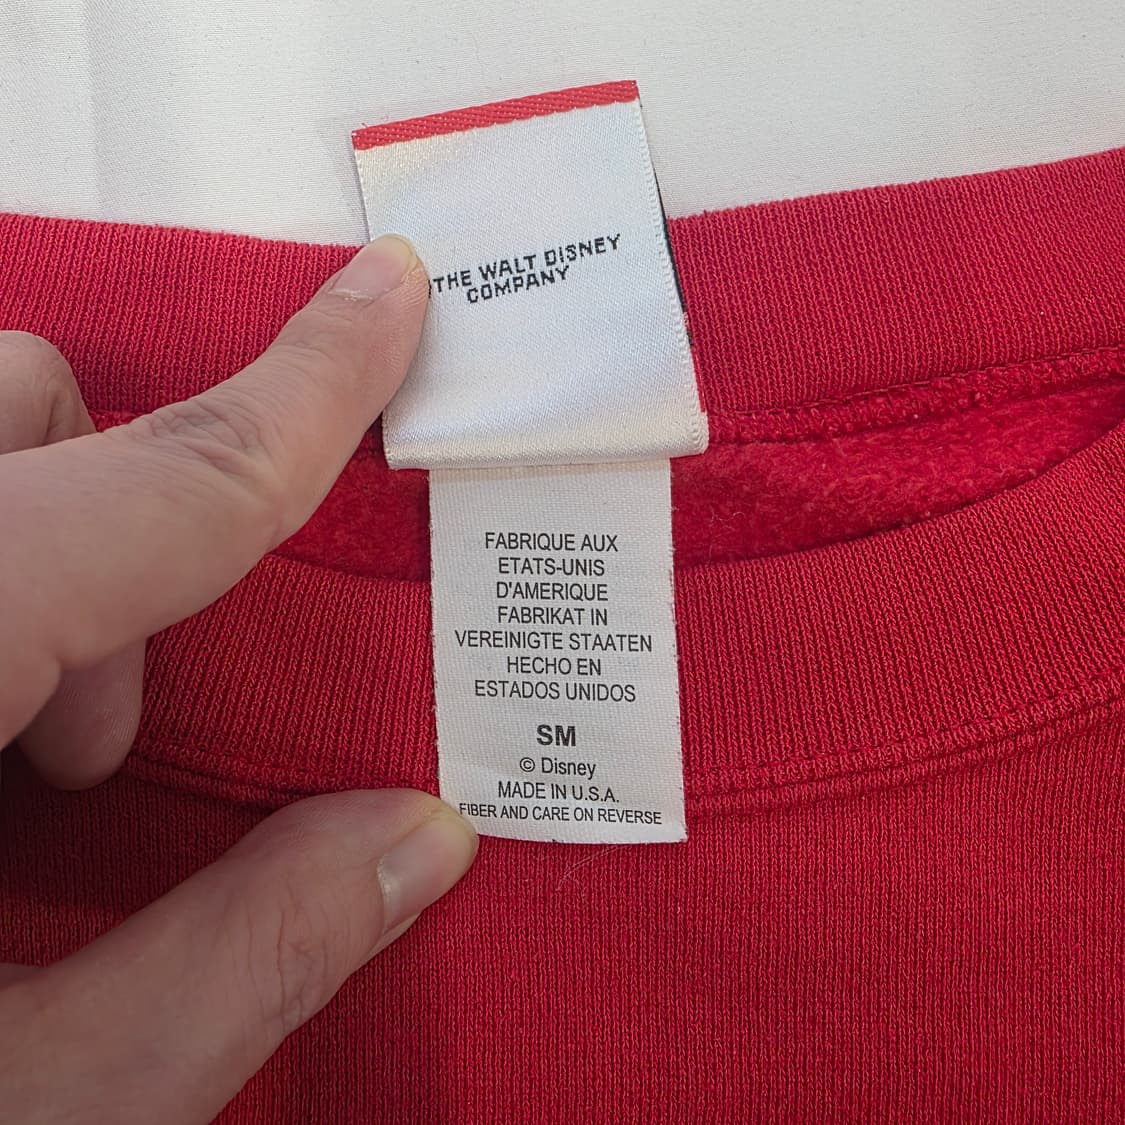 THE WALT DISNEY
COMPANY
FABRIQUE AUX
ETATS-UNIS
D'AMERIQUE
FABRIKAT IN
VEREINIGTE STAATEN
HECHO EN
ESTADOS UNIDOS
SM
© Disney
MADE IN U.S.A.
FIBER AND CARE ON REVERSE